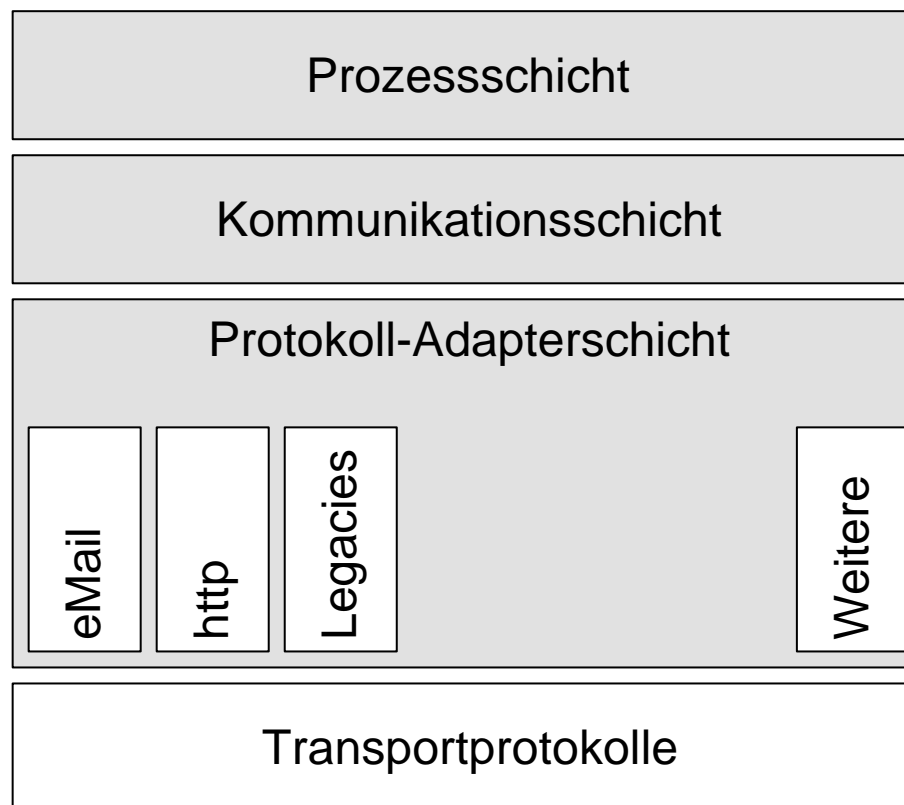 Prozessschicht
Kommunikationsschicht
Protokoll-Adapterschicht
eMail
http
Legacies
Weitere
Transportprotokolle